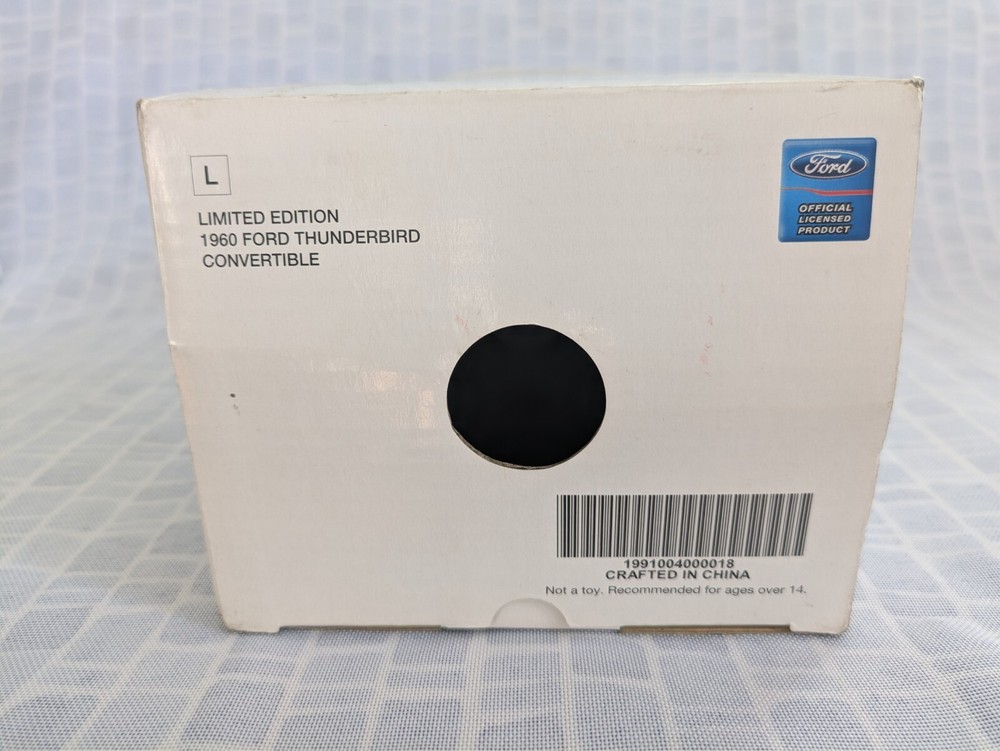 L
LIMITED EDITION
1960 FORD THUNDERBIRD
CONVERTIBLE
Ford
OFFICIAL
LICENSED
PRODUCT
1991004000018
CRAFTED IN CHINA
Not a toy. Recommended for ages over 14.